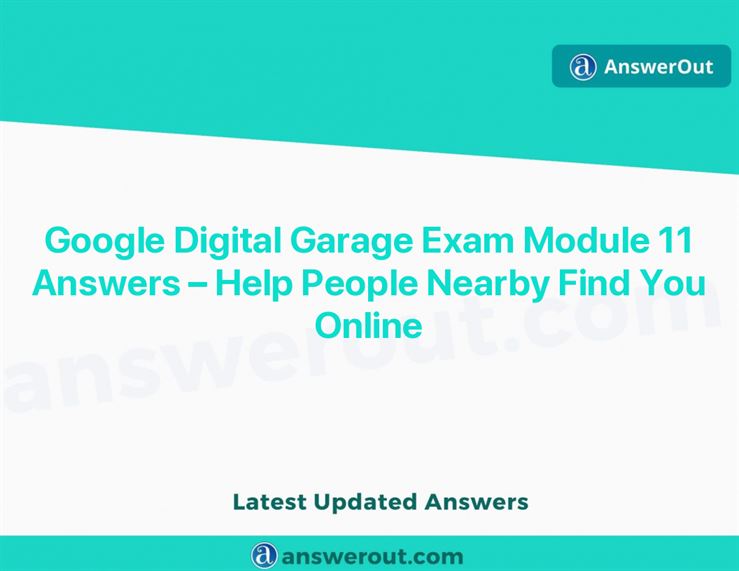 AnswerOut
Google Digital Garage Exam Module 11
Answers – Help People Nearby Find You
Online
answerout.com
Latest Updated Answers
answerout.com